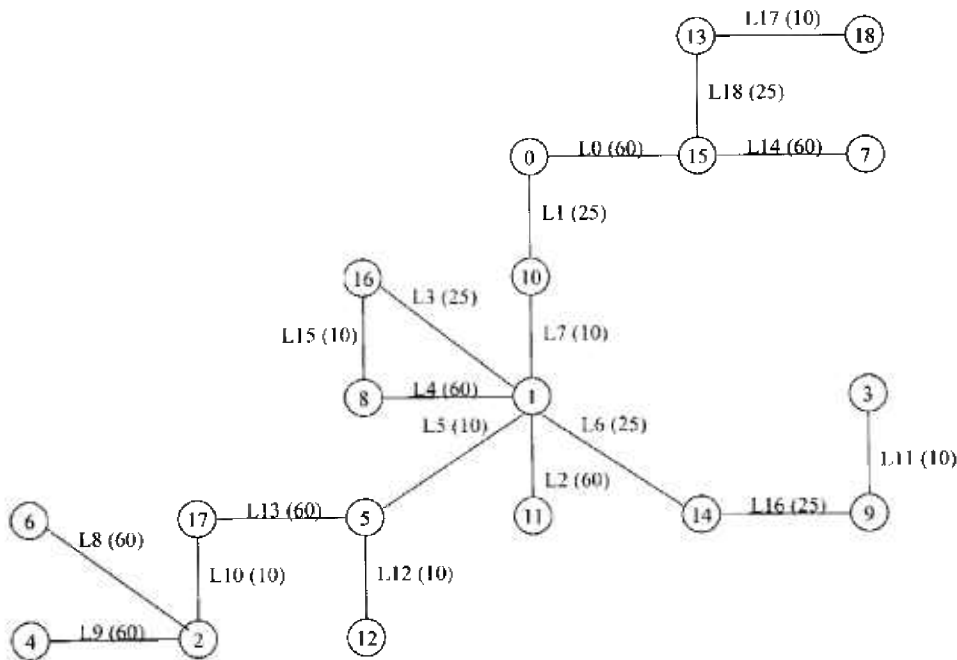 L17 (10)
13
18
L18 (25)
0
L0 (60)
15
L14 (60)
7
L1 (25)
16
10
L3 (25)
L15 (10)
L7 (10)
8
L4 (60)
1
3
L5 (10)
L6 (25)
L11 (10)
L2 (60)
6
17
L13 (60)
5
11
14
L16 (25)
9
L8 (60)
L10 (10)
L12 (10)
4
L9 (60)
2
12